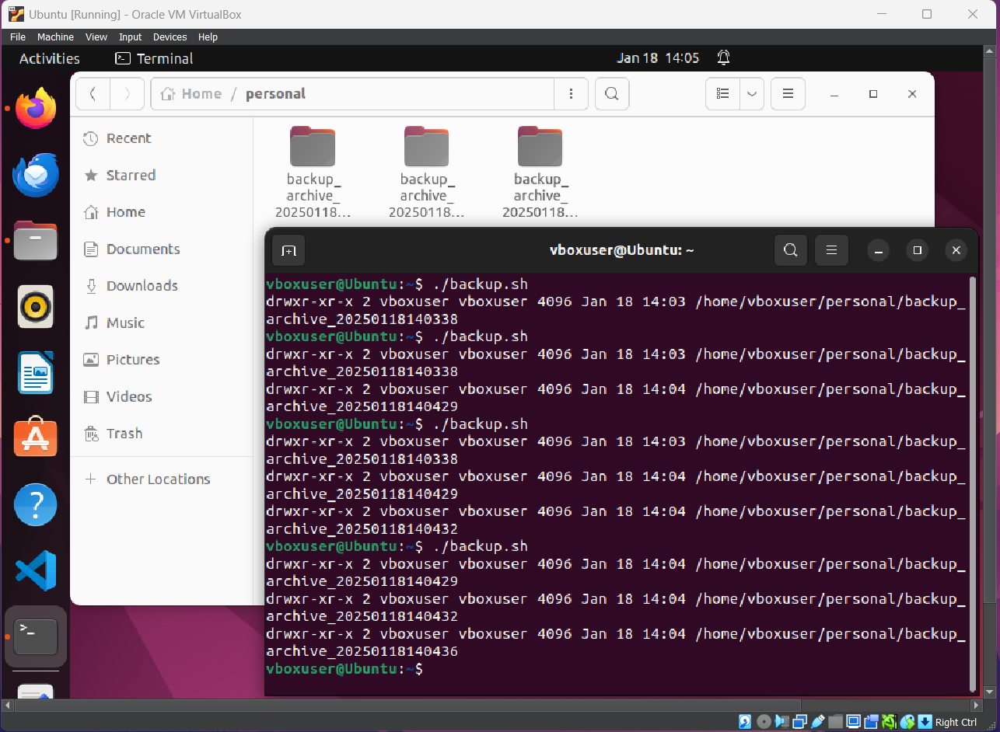 Ubuntu [Running] - Oracle VM VirtualBox
File Machine View Input Devices Help
Activities Terminal Jan 18 14:05
Home / personal
Recent
Starred
Home
Documents
Downloads
Music
Pictures
Videos
Trash
+ Other Locations
backup_
archive_
20250118...
backup_
archive_
20250118...
backup_
archive_
20250118...
vboxuser@Ubuntu: ~
vboxuser@Ubuntu:~$ ./backup.sh
drwxr-xr-x 2 vboxuser vboxuser 4096 Jan 18 14:03 /home/vboxuser/personal/backup_
archive_20250118140338
vboxuser@Ubuntu:~$ ./backup.sh
drwxr-xr-x 2 vboxuser vboxuser 4096 Jan 18 14:03 /home/vboxuser/personal/backup_
archive_20250118140338
drwxr-xr-x 2 vboxuser vboxuser 4096 Jan 18 14:04 /home/vboxuser/personal/backup_
archive_20250118140429
vboxuser@Ubuntu:~$ ./backup.sh
drwxr-xr-x 2 vboxuser vboxuser 4096 Jan 18 14:03 /home/vboxuser/personal/backup_
archive_20250118140338
drwxr-xr-x 2 vboxuser vboxuser 4096 Jan 18 14:04 /home/vboxuser/personal/backup_
archive_20250118140429
drwxr-xr-x 2 vboxuser vboxuser 4096 Jan 18 14:04 /home/vboxuser/personal/backup_
archive_20250118140432
vboxuser@Ubuntu:~$ ./backup.sh
drwxr-xr-x 2 vboxuser vboxuser 4096 Jan 18 14:04 /home/vboxuser/personal/backup_
archive_20250118140429
drwxr-xr-x 2 vboxuser vboxuser 4096 Jan 18 14:04 /home/vboxuser/personal/backup_
archive_20250118140432
drwxr-xr-x 2 vboxuser vboxuser 4096 Jan 18 14:04 /home/vboxuser/personal/backup_
archive_20250118140436
vboxuser@Ubuntu:~$
Right Ctrl